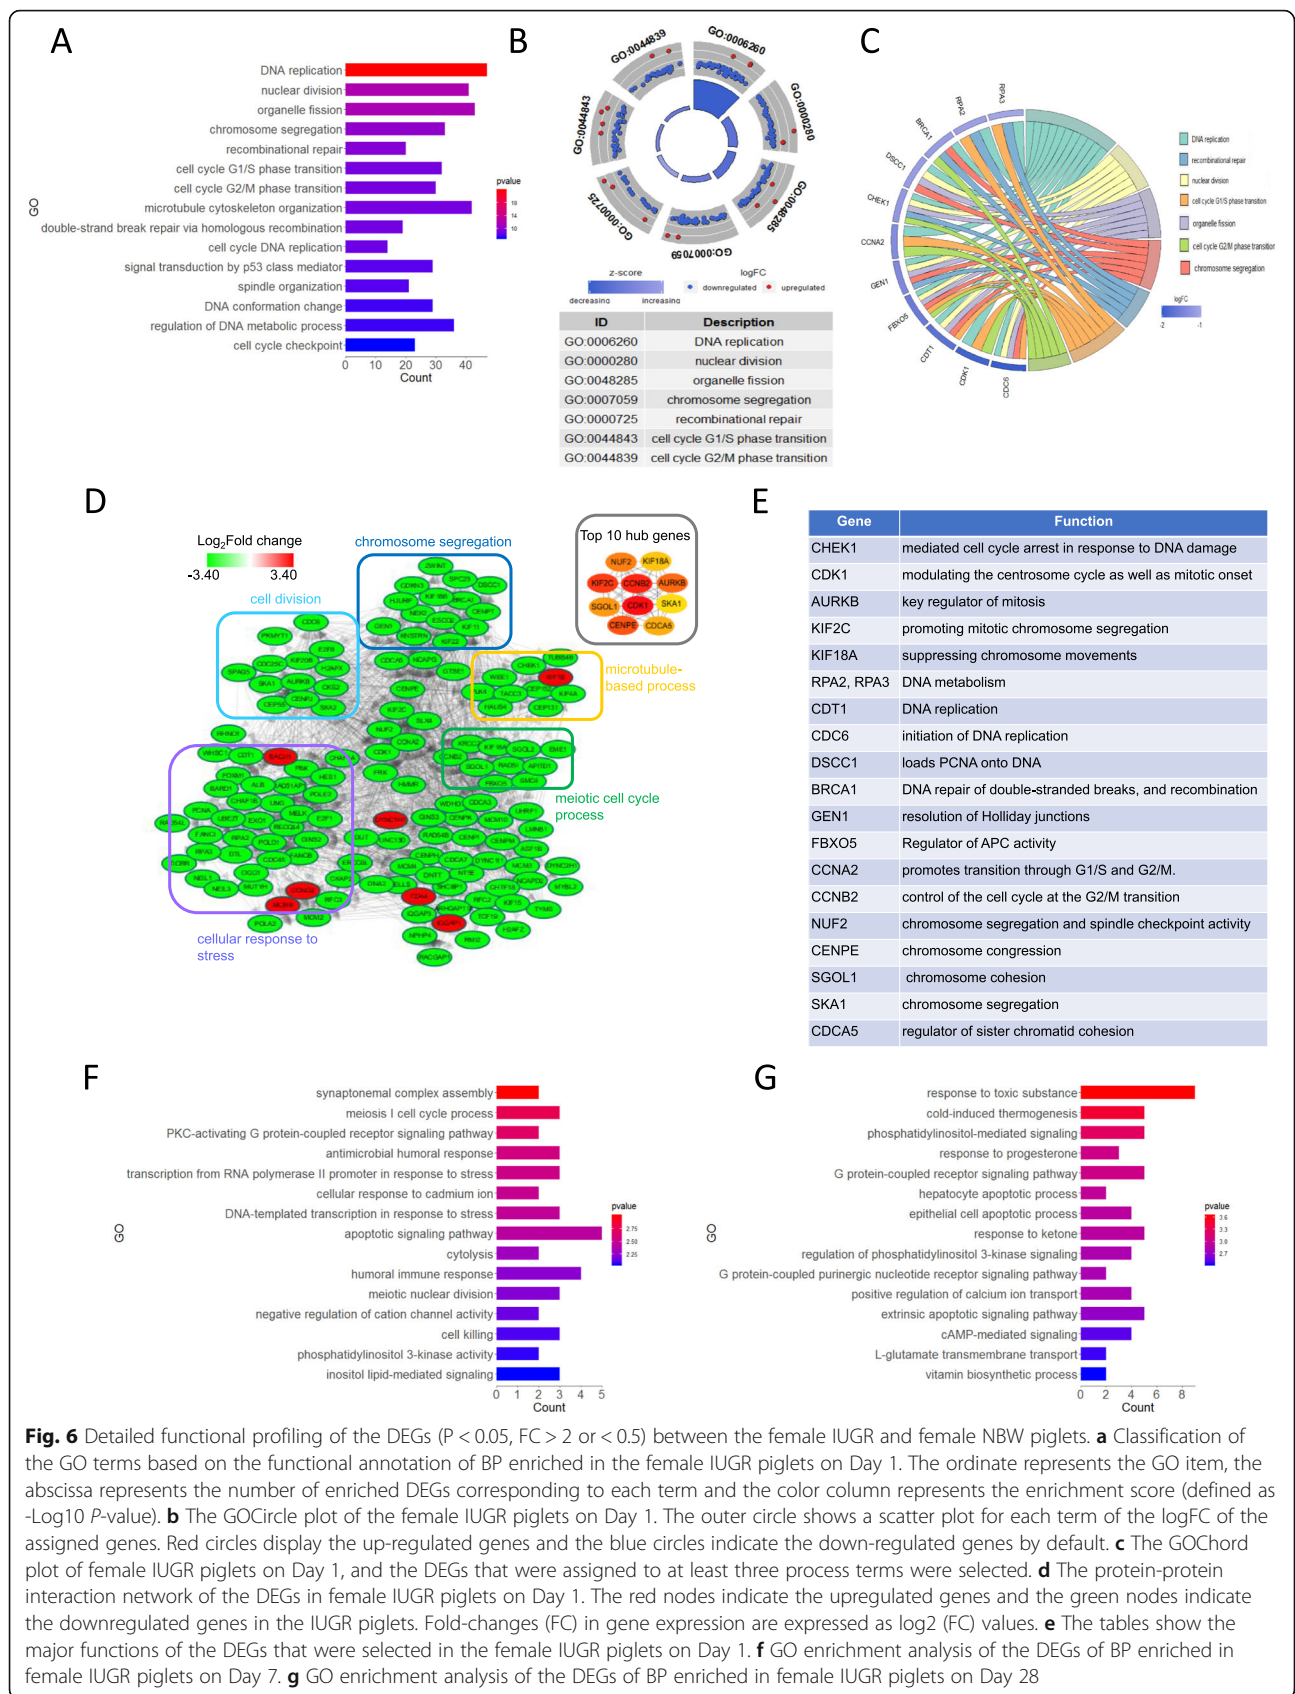 A
DNA replication
nuclear division
organelle fission
chromosome segregation
recombinational repair
cell cycle G1/S phase transition
cell cycle G2/M phase transition
microtubule cytoskeleton organization
double-strand break repair via homologous recombination
cell cycle DNA replication
signal transduction by p53 class mediator
spindle organization
DNA conformation change
regulation of DNA metabolic process
cell cycle checkpoint
GO
0 10 20 30 40
Count
pvalue
B
GO:0044839
GO:0006260
GO:0000280
GO:0048285
GO:0007059
GO:0000725
GO:0044843
z-score
decreasing increasing
logFC
downregulated upregulated
ID Description
GO:0006260 DNA replication
GO:0000280 nuclear division
GO:0048285 organelle fission
GO:0007059 chromosome segregation
GO:0000725 recombinational repair
GO:0044843 cell cycle G1/S phase transition
GO:0044839 cell cycle G2/M phase transition
C
RPA3
RPA2
BRCA1
DSCC1
CHEK1
CCNA2
GEN1
FBXO5
CDT1
CDK1
CDC6
DNA replication
recombinational repair
nuclear division
cell cycle G1/S phase transition
organelle fission
cell cycle G2/M phase transition
chromosome segregation
logFC
-2 -1
D
Log2Fold change
-3.40 3.40
chromosome segregation
cell division
Top 10 hub genes
NUF2 KIF18A
KIF2C CCNB2 AURKB
SGOL1 CDK1 SKA1
CENPE CDCA5
microtubule-
based process
meiotic cell cycle
process
cellular response to
stress
E
Gene Function
CHEK1 mediated cell cycle arrest in response to DNA damage
CDK1 modulating the centrosome cycle as well as mitotic onset
AURKB key regulator of mitosis
KIF2C promoting mitotic chromosome segregation
KIF18A suppressing chromosome movements
RPA2, RPA3 DNA metabolism
CDT1 DNA replication
CDC6 initiation of DNA replication
DSCC1 loads PCNA onto DNA
BRCA1 DNA repair of double-stranded breaks, and recombination
GEN1 resolution of Holliday junctions
FBXO5 Regulator of APC activity
CCNA2 promotes transition through G1/S and G2/M.
CCNB2 control of the cell cycle at the G2/M transition
NUF2 chromosome segregation and spindle checkpoint activity
CENPE chromosome congression
SGOL1 chromosome cohesion
SKA1 chromosome segregation
CDCA5 regulator of sister chromatid cohesion
F
synaptonemal complex assembly
meiosis I cell cycle process
PKC-activating G protein-coupled receptor signaling pathway
antimicrobial humoral response
transcription from RNA polymerase II promoter in response to stress
cellular response to cadmium ion
DNA-templated transcription in response to stress
apoptotic signaling pathway
cytolysis
humoral immune response
meiotic nuclear division
negative regulation of cation channel activity
cell killing
phosphatidylinositol 3-kinase activity
inositol lipid-mediated signaling
GO
0 1 2 3 4 5
Count
pvalue
2.75
2.50
2.25
G
response to toxic substance
cold-induced thermogenesis
phosphatidylinositol-mediated signaling
response to progesterone
G protein-coupled receptor signaling pathway
hepatocyte apoptotic process
epithelial cell apoptotic process
response to ketone
regulation of phosphatidylinositol 3-kinase signaling
G protein-coupled purinergic nucleotide receptor signaling pathway
positive regulation of calcium ion transport
extrinsic apoptotic signaling pathway
cAMP-mediated signaling
L-glutamate transmembrane transport
vitamin biosynthetic process
GO
0 2 4 6 8
Count
pvalue
3.6
3.3
3.0
2.7
Fig. 6 Detailed functional profiling of the DEGs (P < 0.05, FC > 2 or < 0.5) between the female IUGR and female NBW piglets. a Classification of
the GO terms based on the functional annotation of BP enriched in the female IUGR piglets on Day 1. The ordinate represents the GO item, the
abscissa represents the number of enriched DEGs corresponding to each term and the color column represents the enrichment score (defined as
-Log10 P-value). b The GOCircle plot of the female IUGR piglets on Day 1. The outer circle shows a scatter plot for each term of the logFC of the
assigned genes. Red circles display the up-regulated genes and the blue circles indicate the down-regulated genes by default. c The GOChord
plot of female IUGR piglets on Day 1, and the DEGs that were assigned to at least three process terms were selected. d The protein-protein
interaction network of the DEGs in female IUGR piglets on Day 1. The red nodes indicate the upregulated genes and the green nodes indicate
the downregulated genes in the IUGR piglets. Fold-changes (FC) in gene expression are expressed as log2 (FC) values. e The tables show the
major functions of the DEGs that were selected in the female IUGR piglets on Day 1. f GO enrichment analysis of the DEGs of BP enriched in
female IUGR piglets on Day 7. g GO enrichment analysis of the DEGs of BP enriched in female IUGR piglets on Day 28